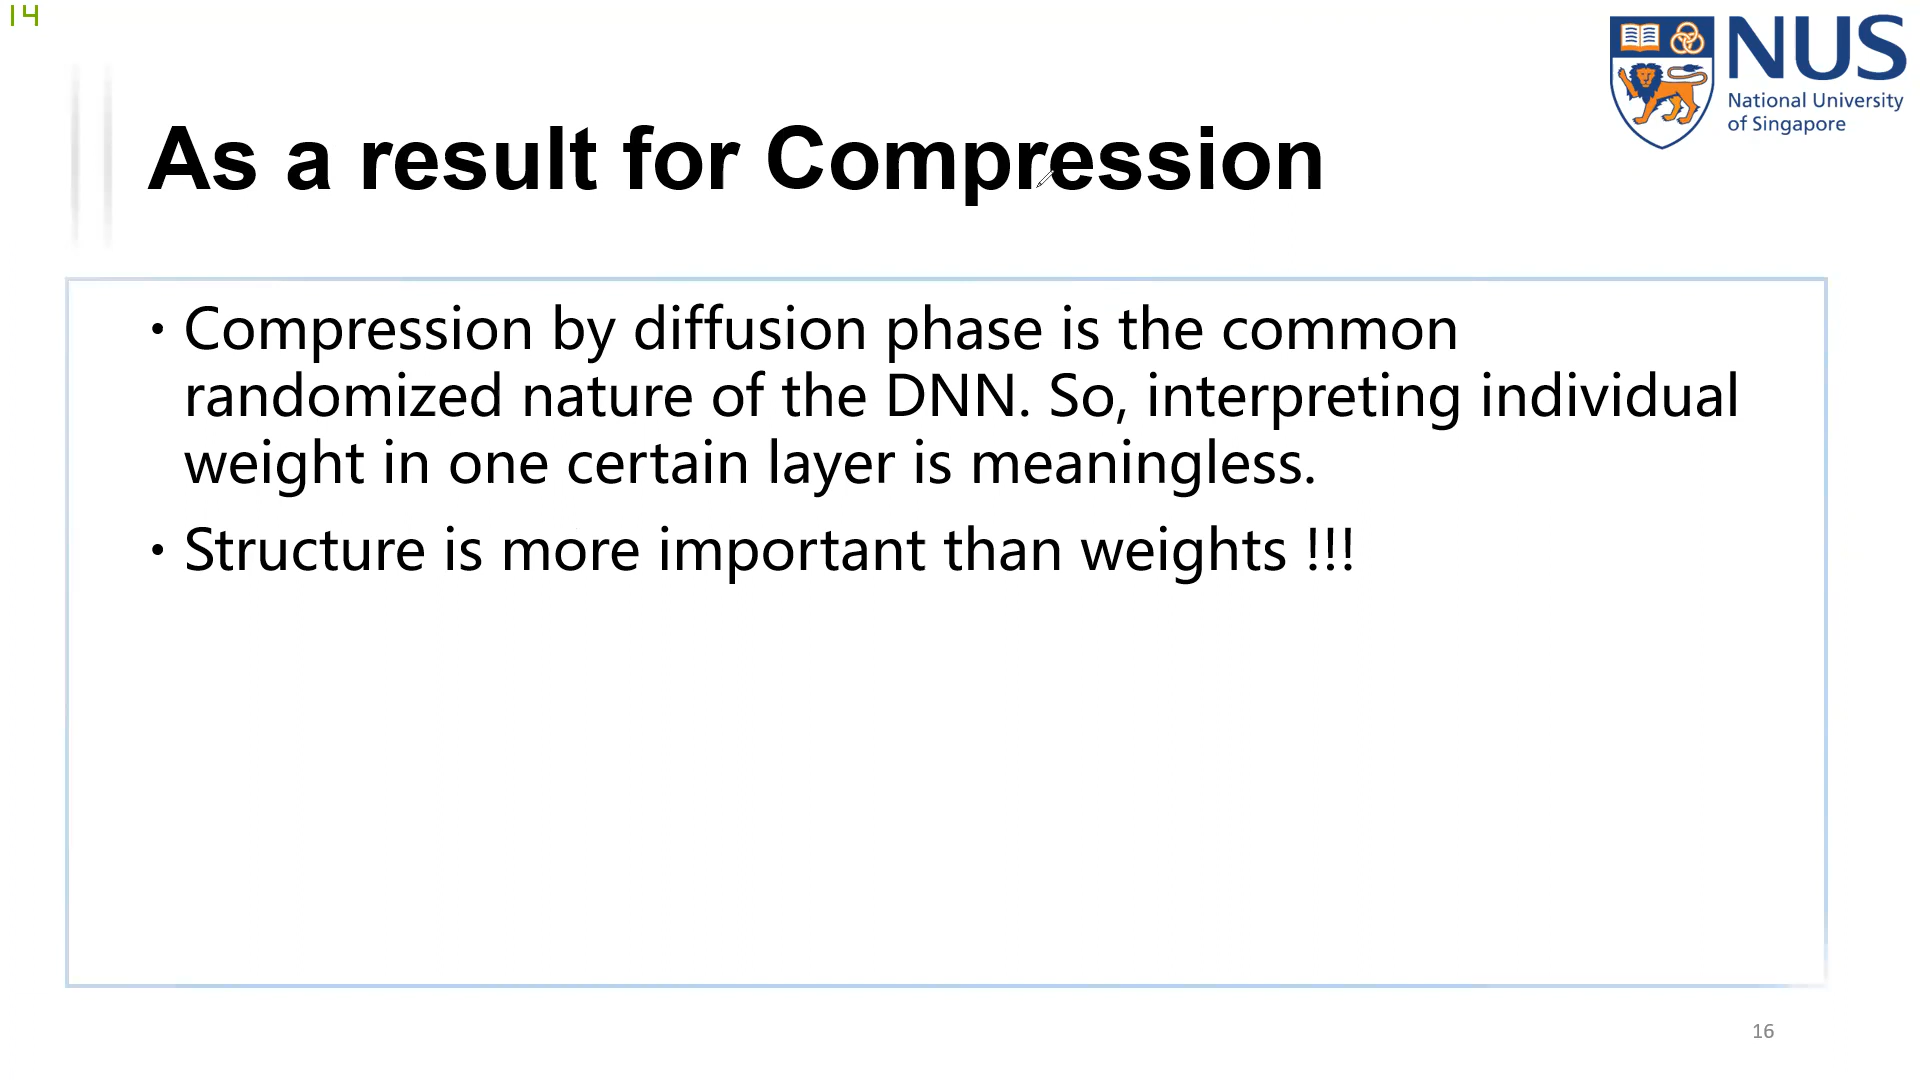 14
NUS
National University
of Singapore
As a result for Compression
• Compression by diffusion phase is the common
randomized nature of the DNN. So, interpreting individual
weight in one certain layer is meaningless.
• Structure is more important than weights !!!
16